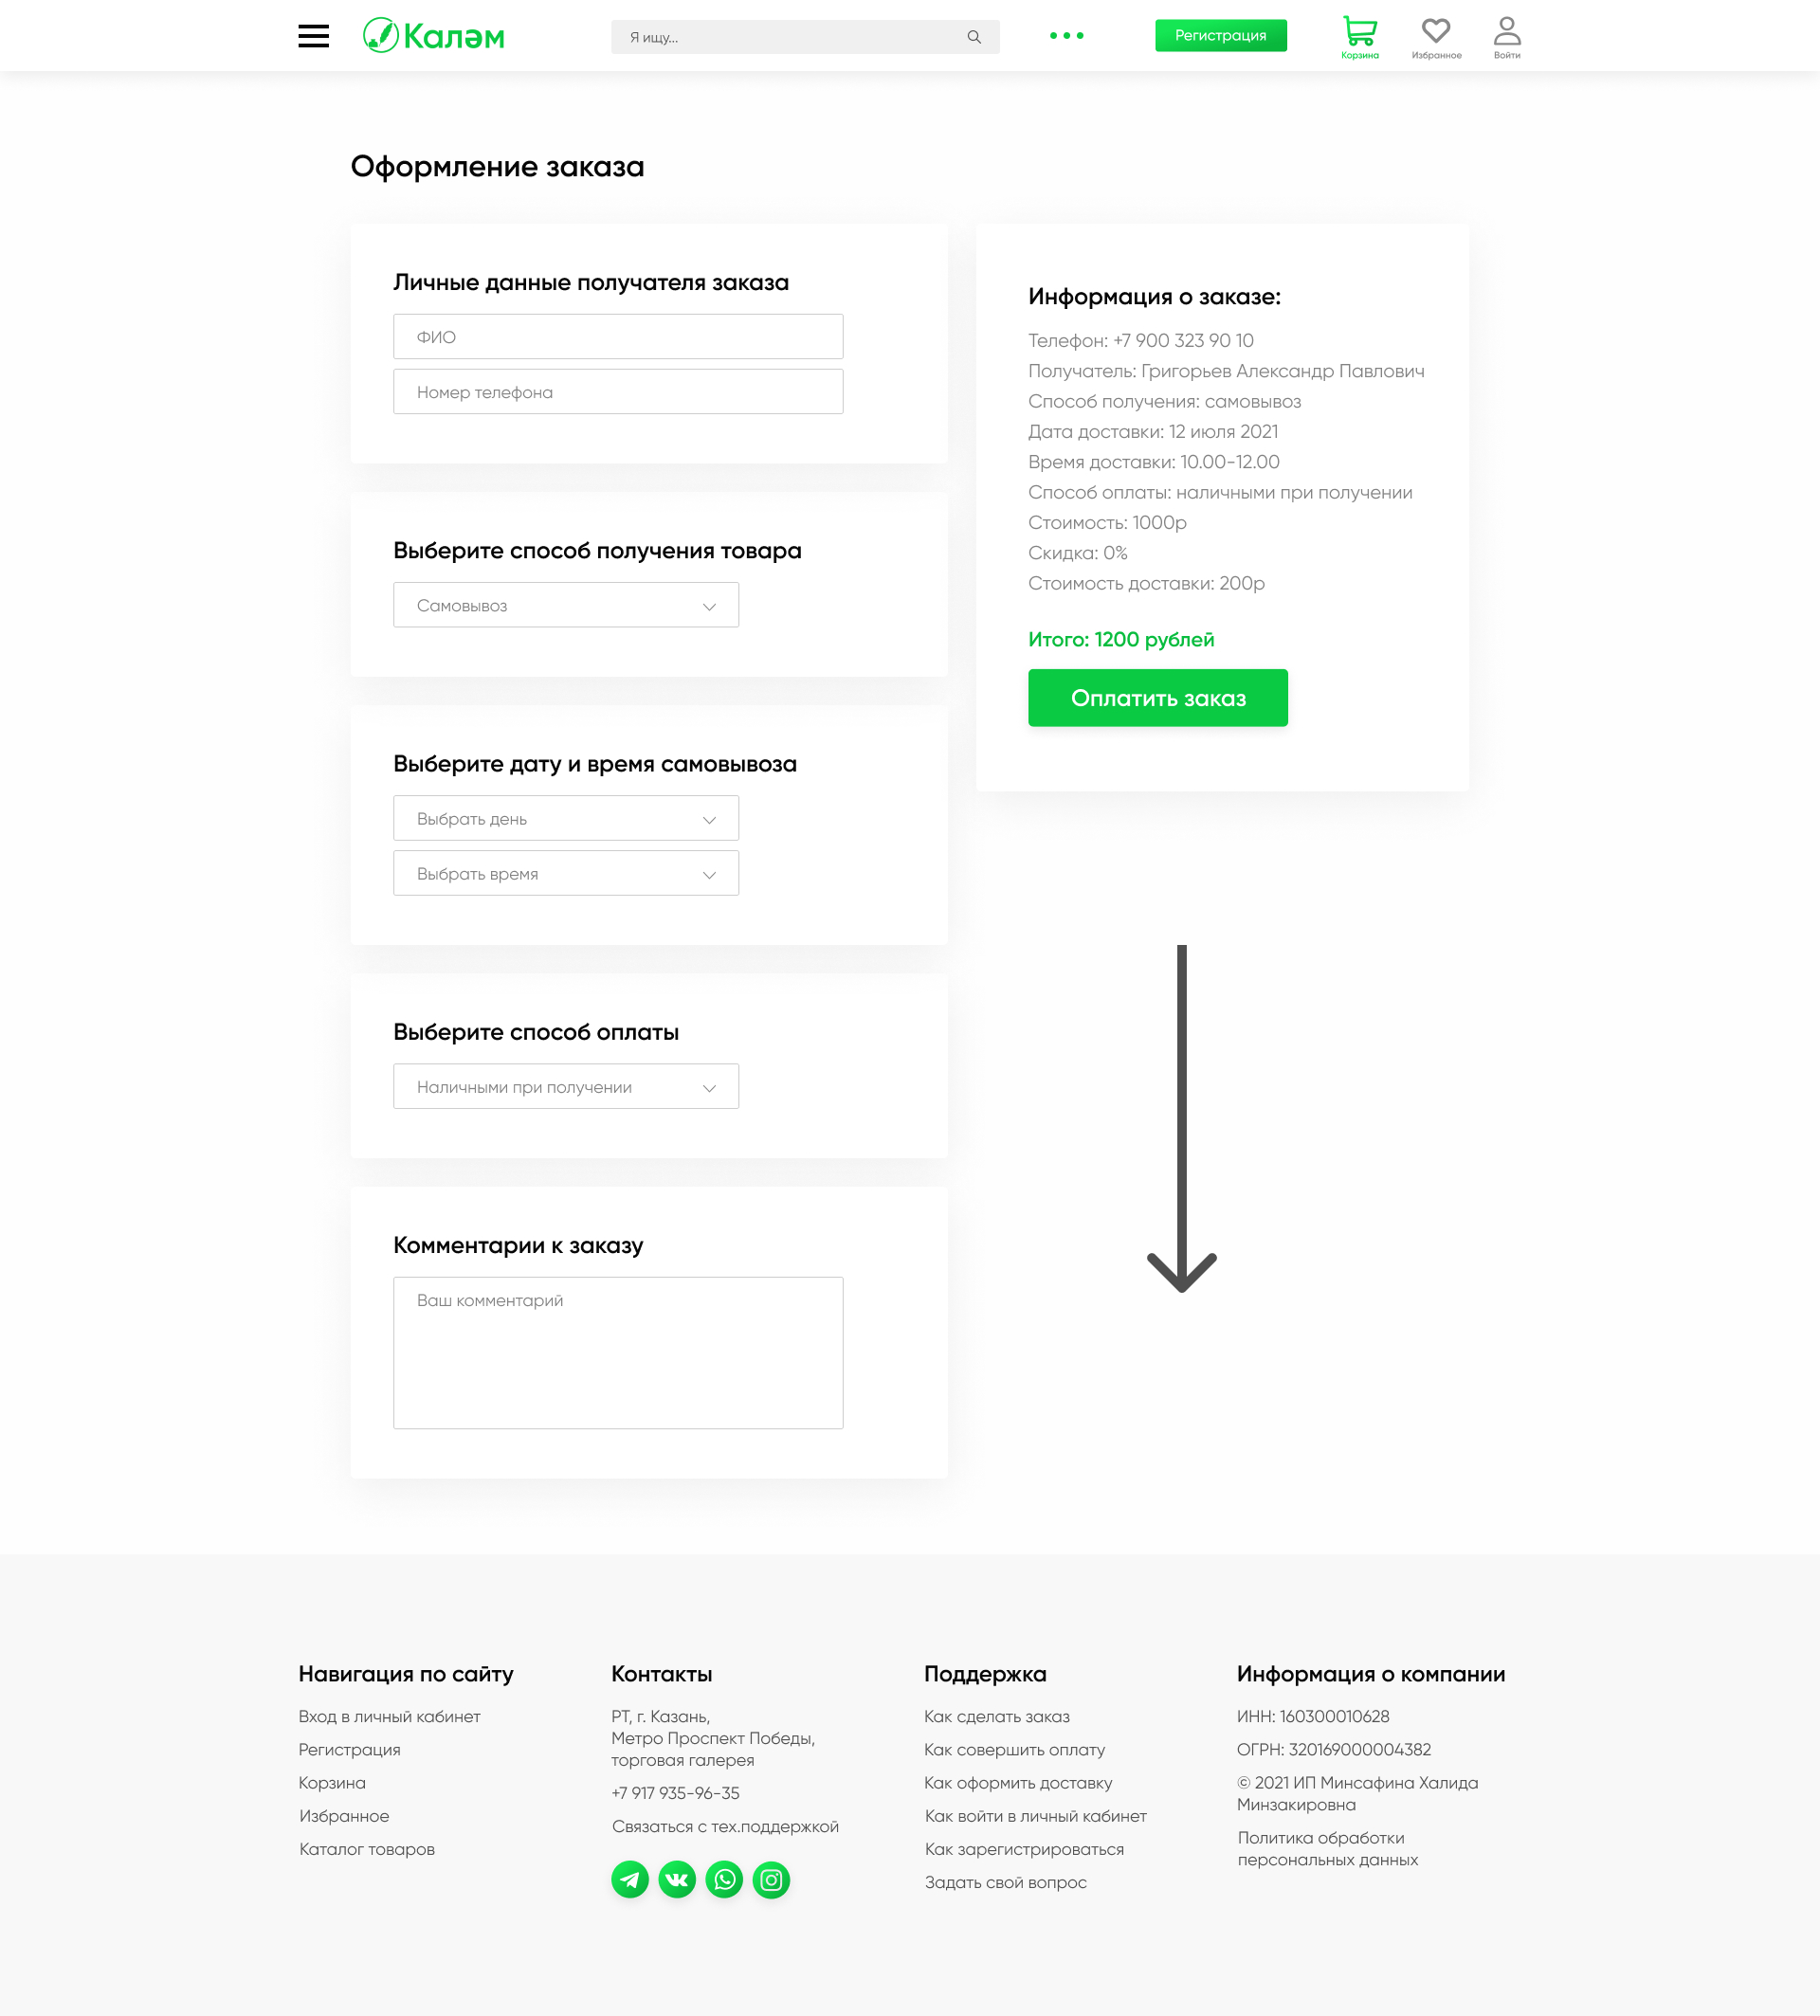 Каләм
Я ищу...
Регистрация
Корзина
Избранное
Войти
Оформление заказа
Личные данные получателя заказа
ФИО
Номер телефона
Выберите способ получения товара
Самовывоз
Выберите дату и время самовывоза
Выбрать день
Выбрать время
Выберите способ оплаты
Наличными при получении
Комментарии к заказу
Ваш комментарий
Информация о заказе:
Телефон: +7 900 323 90 10
Получатель: Григорьев Александр Павлович
Способ получения: самовывоз
Дата доставки: 12 июля 2021
Время доставки: 10.00-12.00
Способ оплаты: наличными при получении
Стоимость: 1000р
Скидка: 0%
Стоимость доставки: 200р
Итого: 1200 рублей
Оплатить заказ
Навигация по сайту
Вход в личный кабинет
Регистрация
Корзина
Избранное
Каталог товаров
Контакты
РТ, г. Казань,
Метро Проспект Победы,
торговая галерея
+7 917 935-96-35
Связаться с тех.поддержкой
Поддержка
Как сделать заказ
Как совершить оплату
Как оформить доставку
Как войти в личный кабинет
Как зарегистрироваться
Задать свой вопрос
Информация о компании
ИНН: 160300010628
ОГРН: 320169000004382
© 2021 ИП Минсафина Халида
Минзакировна
Политика обработки
персональных данных